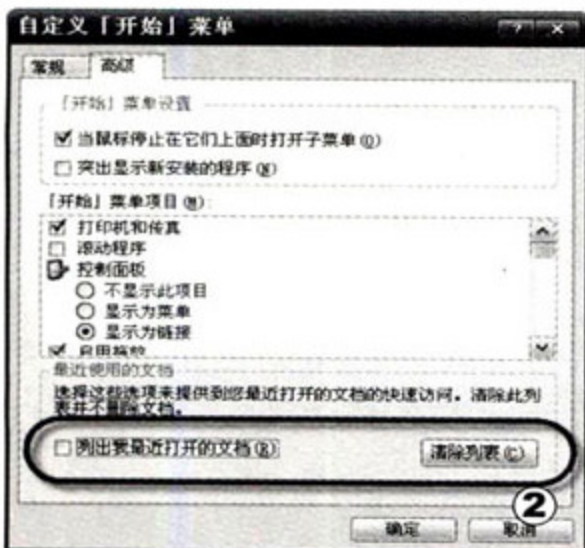 自定义「开始」菜单
常规 高级
「开始」菜单设置
当鼠标停止在它们上面时打开子菜单(O)
突出显示新安装的程序(N)
「开始」菜单项目(M):
打印机和传真
滚动程序
控制面板
不显示此项目
显示为菜单
显示为链接
启用拖放
最近使用的文档
选择这些选项来提供到您最近打开的文档的快速访问。清除此列
表并不删除文档。
列出我最近打开的文档(R) 清除列表(C)
②
确定 取消